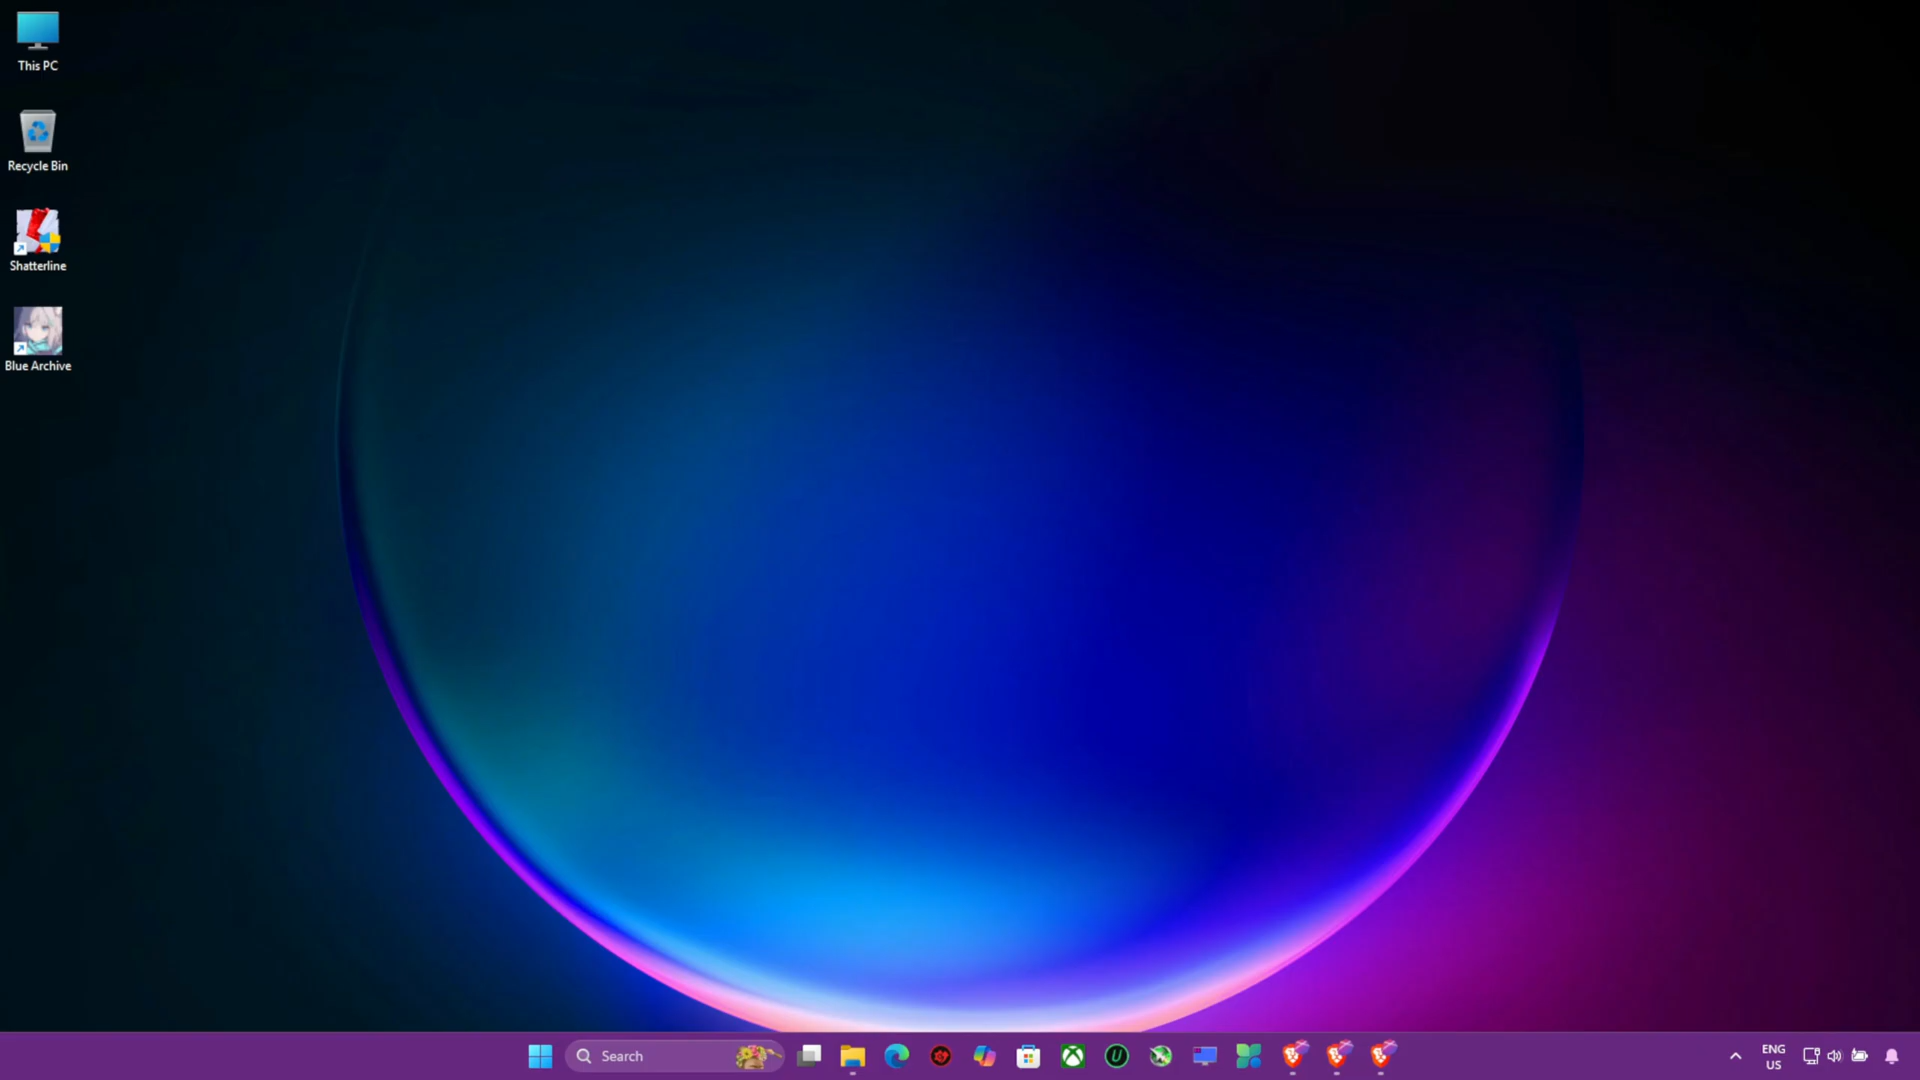 This PC
Recycle Bin
Shatterline
Blue Archive
Search
ENG
US